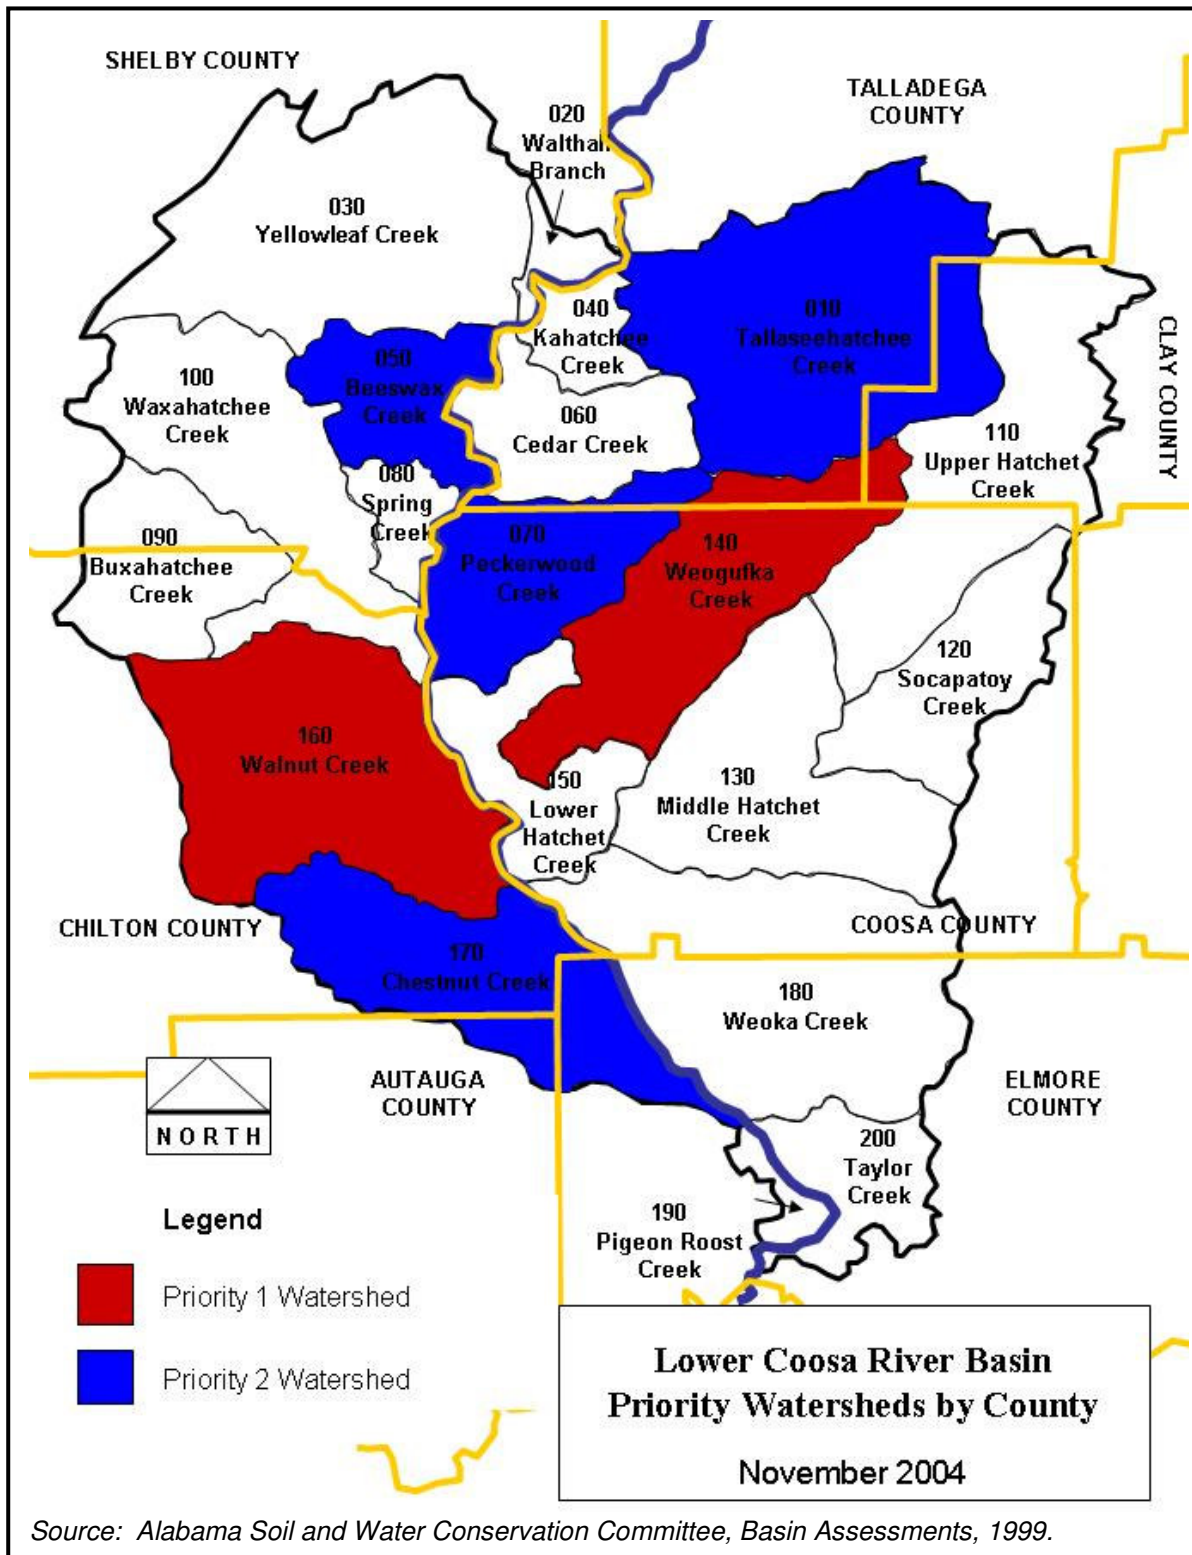 SHELBY COUNTY
TALLADEGA
COUNTY
020
Walthall
Branch
030
Yellowleaf Creek
040
Kahatchee
Creek
010
Tallaseehatchee
Creek
CLAY COUNTY
050
Beeswax
Creek
100
Waxahatchee
Creek
060
Cedar Creek
110
Upper Hatchet
Creek
080
Spring
Creek
090
Buxahatchee
Creek
070
Peckerwood
Creek
140
Weogufka
Creek
120
Socapatoy
Creek
160
Walnut Creek
150
Lower
Hatchet
Creek
130
Middle Hatchet
Creek
CHILTON COUNTY
COOSA COUNTY
170
Chestnut Creek
180
Weoka Creek
AUTAUGA
COUNTY
ELMORE
COUNTY
NORTH
200
Taylor
Creek
190
Pigeon Roost
Creek
Legend
Priority 1 Watershed
Priority 2 Watershed
Lower Coosa River Basin
Priority Watersheds by County
November 2004
Source: Alabama Soil and Water Conservation Committee, Basin Assessments, 1999.